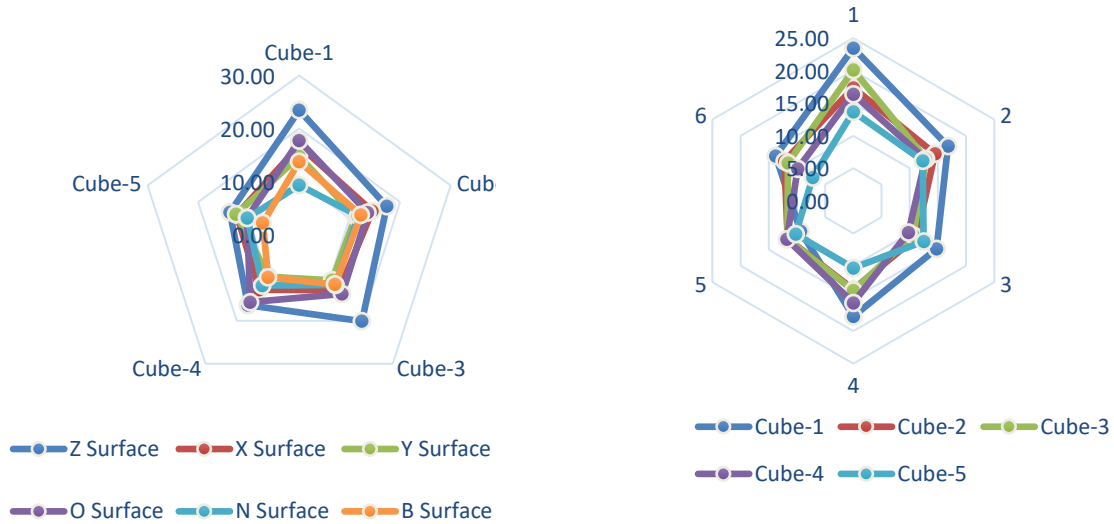 Cube-1
30.00
20.00
10.00
0.00
Cube-5
Cub
Cube-4
Cube-3
Z Surface X Surface Y Surface
O Surface N Surface B Surface
1
25.00
20.00
15.00
10.00
5.00
0.00
6
2
5
3
4
Cube-1 Cube-2 Cube-3
Cube-4 Cube-5